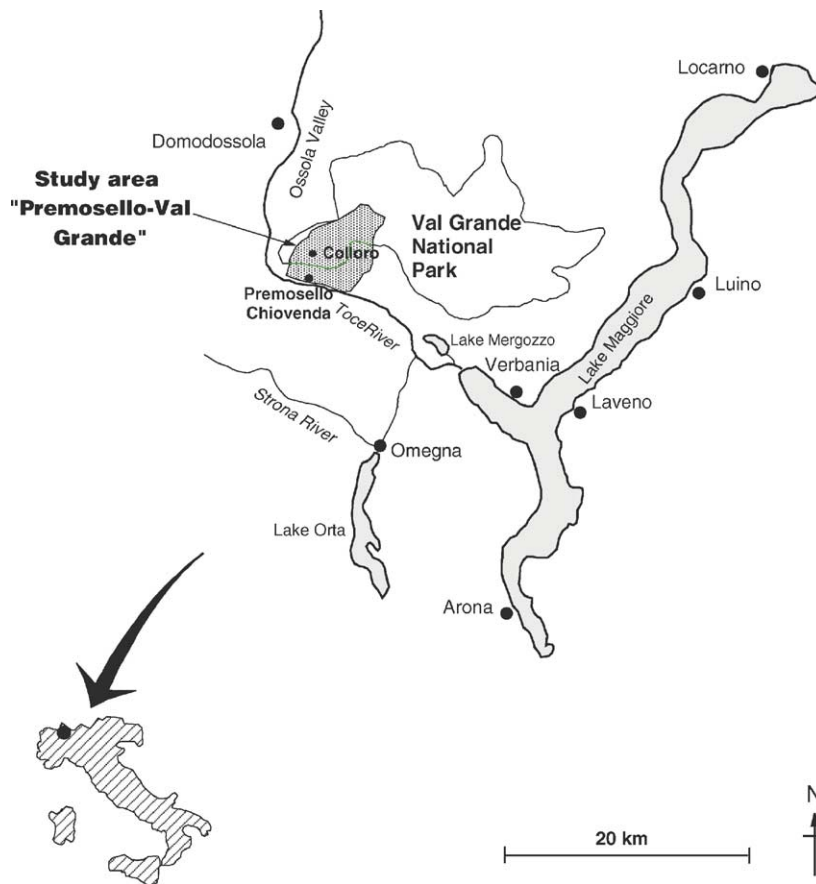 Locarno
Domodossola
Ossola Valley
Study area
"Premosello-Val
Grande"
Val Grande
National
Park
Colloro
Premosello
Chiovenda
ToceRiver
Lake Mergozzo
Verbania
Lake Maggiore
Luino
Laveno
Strona River
Omegna
Lake Orta
Arona
20 km
N